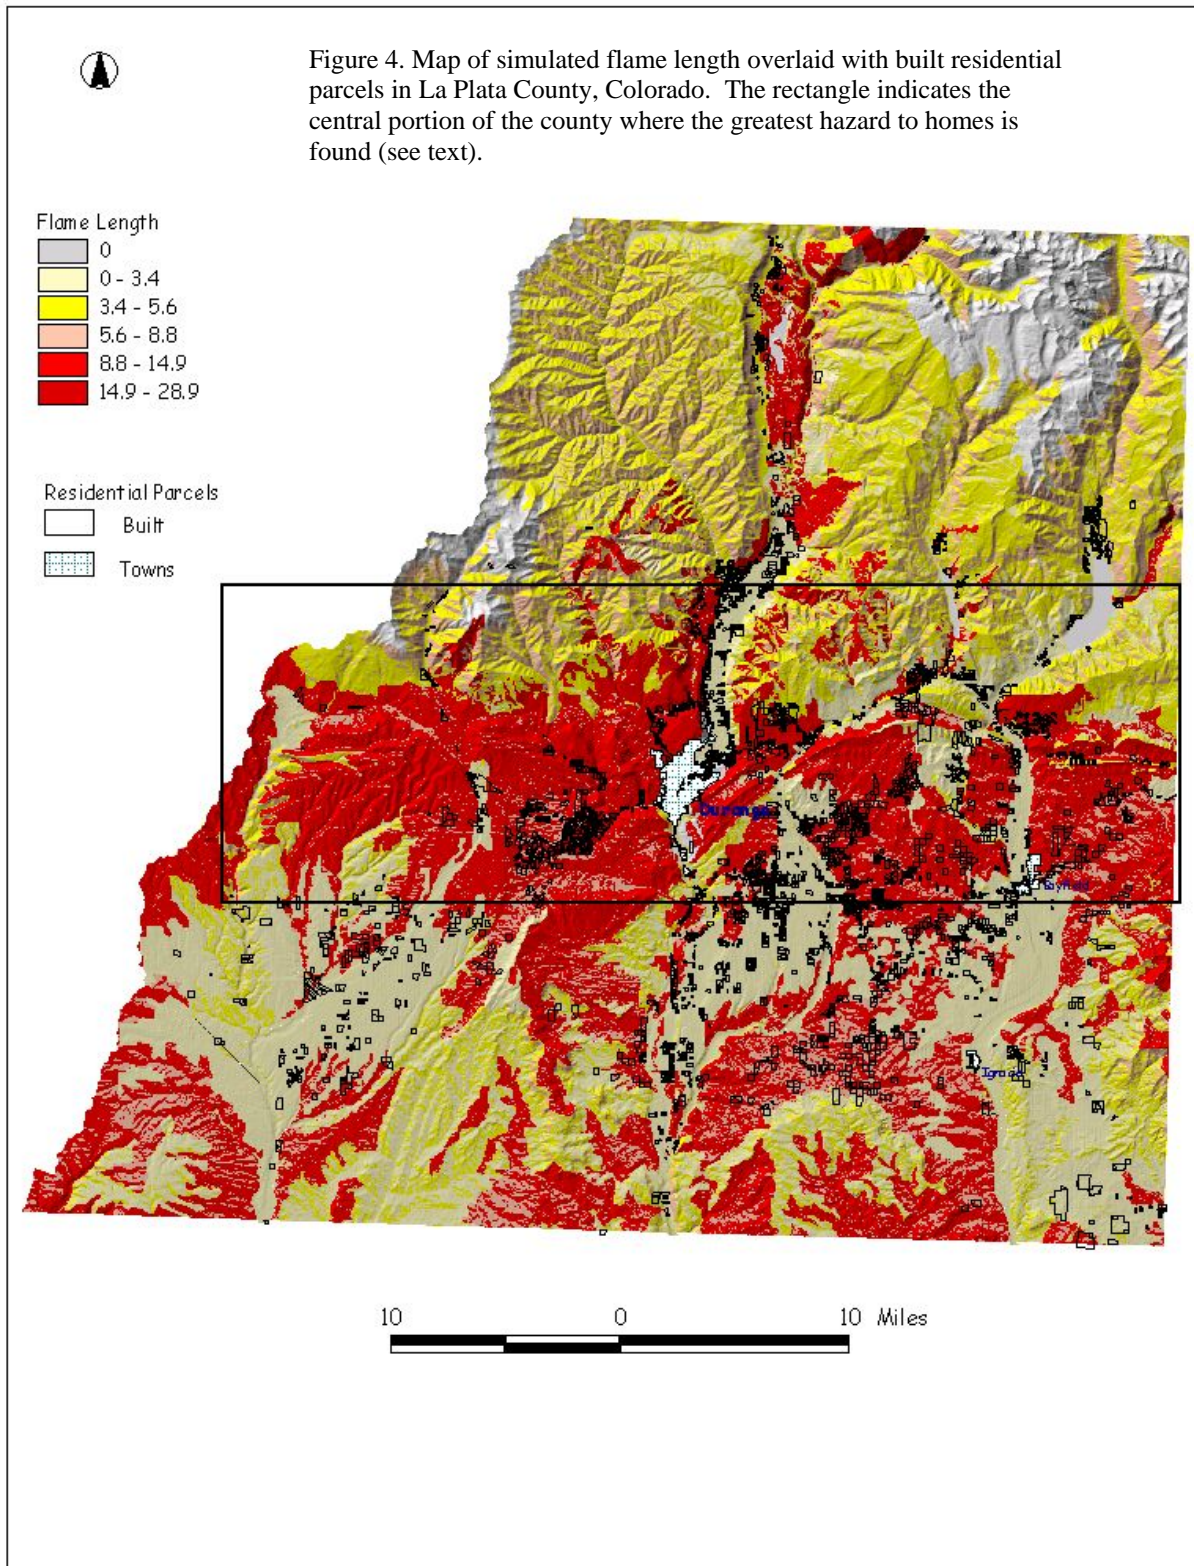 Figure 4. Map of simulated flame length overlaid with built residential
parcels in La Plata County, Colorado.  The rectangle indicates the
central portion of the county where the greatest hazard to homes is
found (see text).
Flame Length
0
0 - 3.4
3.4 - 5.6
5.6 - 8.8
8.8 - 14.9
14.9 - 28.9
Residential Parcels
Built
Towns
Durango
Bayfield
Ignacio
10 0 10 Miles